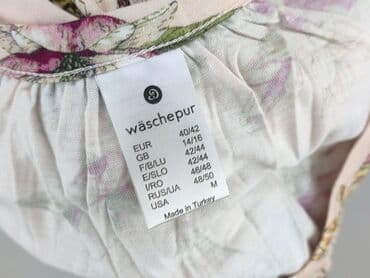 wäschepur
EUR 40/42
GB 14/16
F/B/LU 42/44
E/SLO 42/44
I/RO 46/48
RUS/UA 48/50
USA M
Made in Turkey